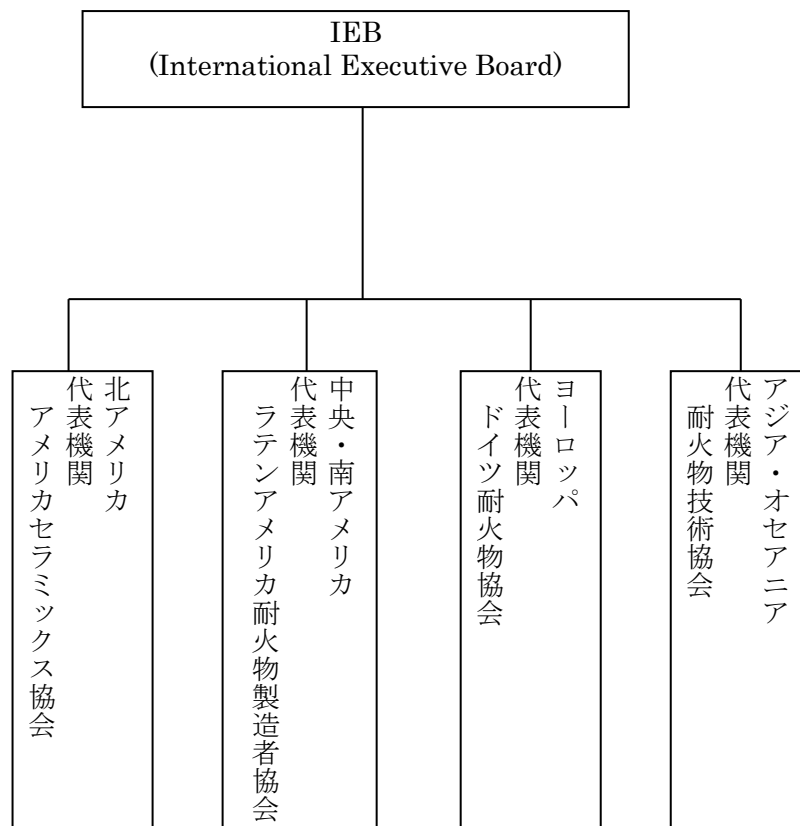 IEB
(International Executive Board)
北アメリカ
代表機関
アメリカセラミックス協会
中央・南アメリカ
代表機関
ラテンアメリカ耐火物製造者協会
ヨーロッパ
代表機関
ドイツ耐火物協会
アジア・オセアニア
代表機関
耐火物技術協会